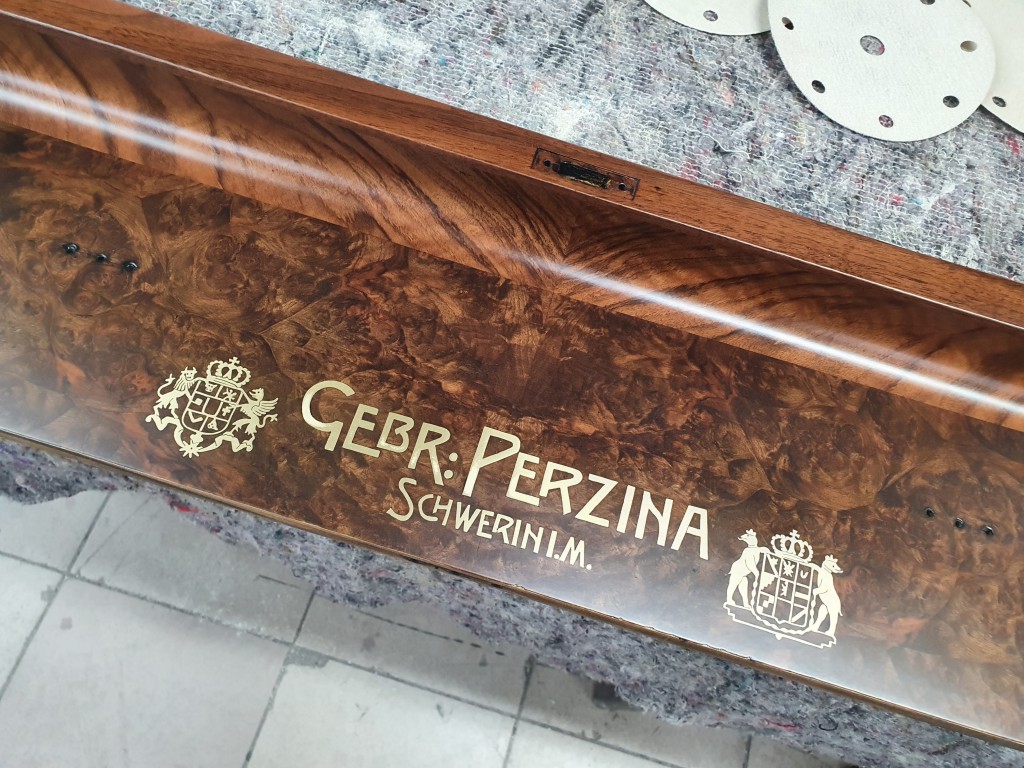 GEBR: PERZINA
SCHWERIN I.M.